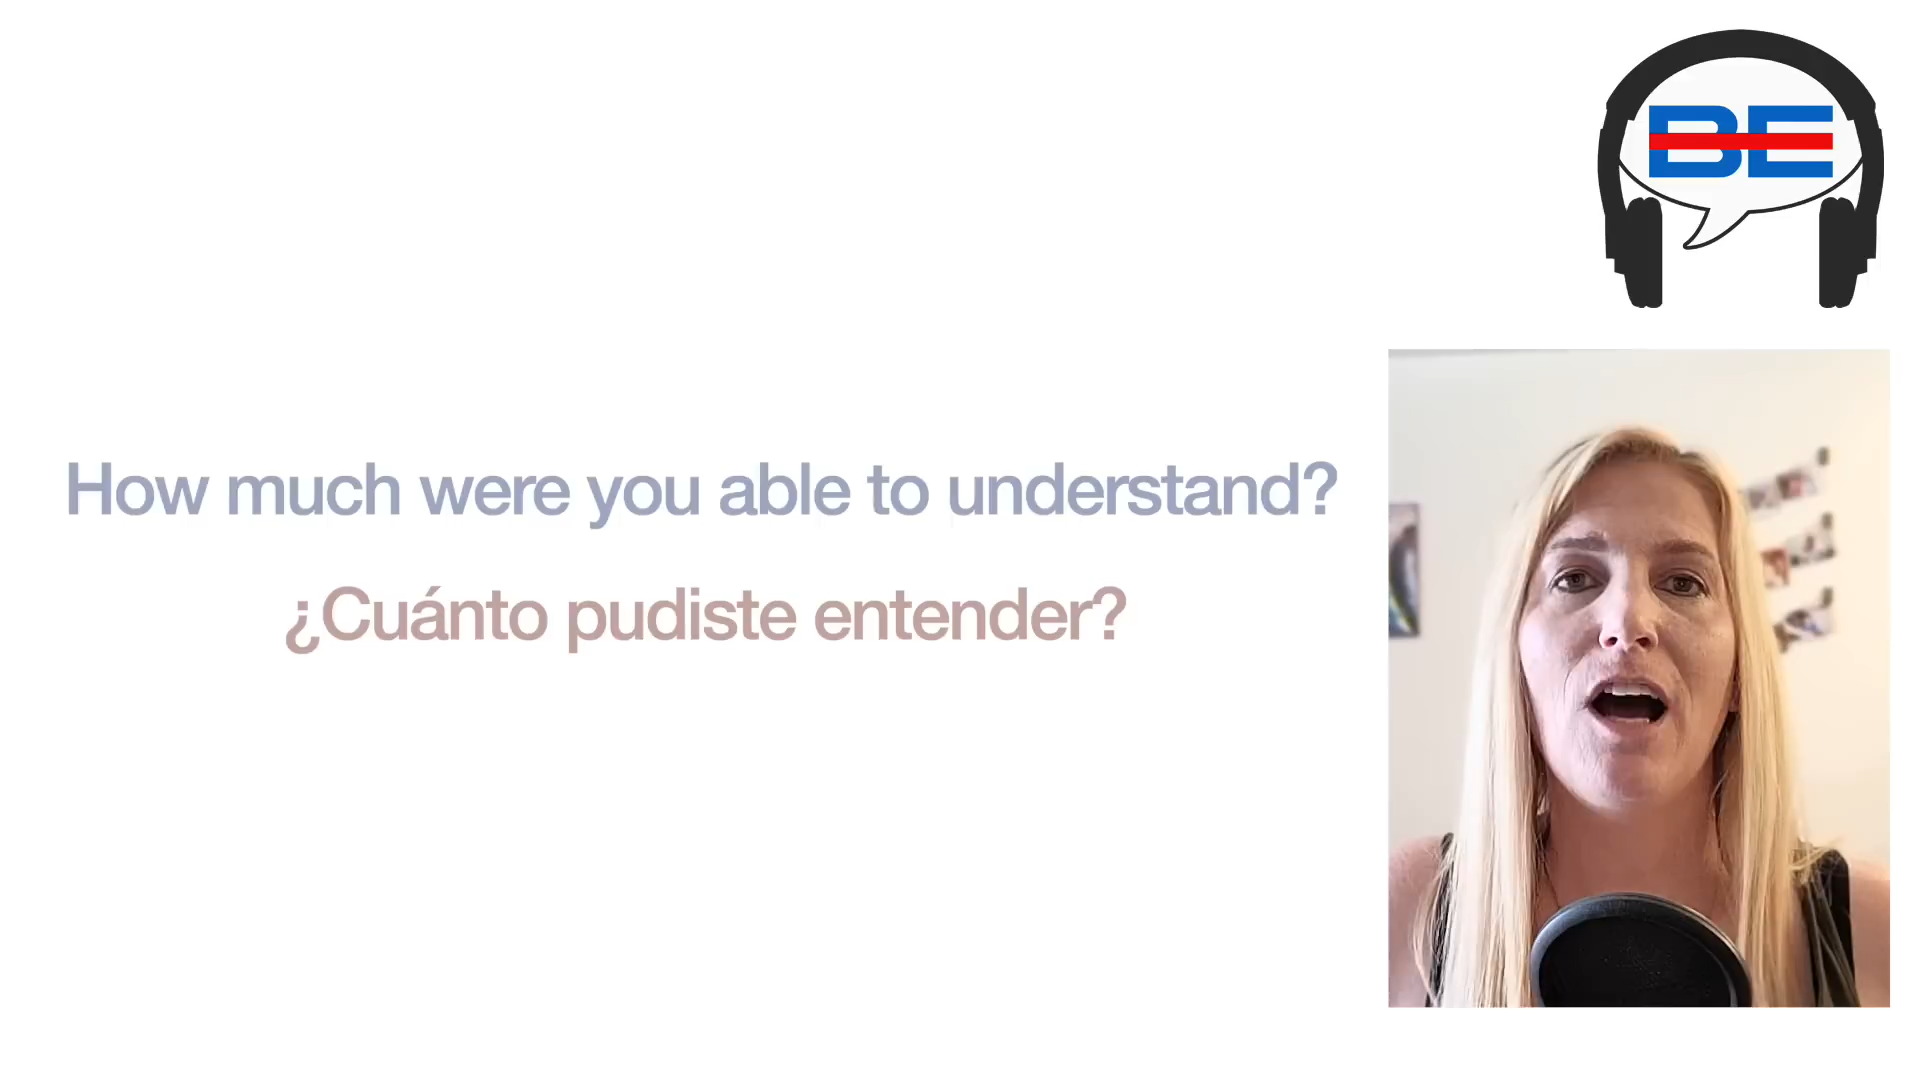 BE
How much were you able to understand?
¿Cuánto pudiste entender?